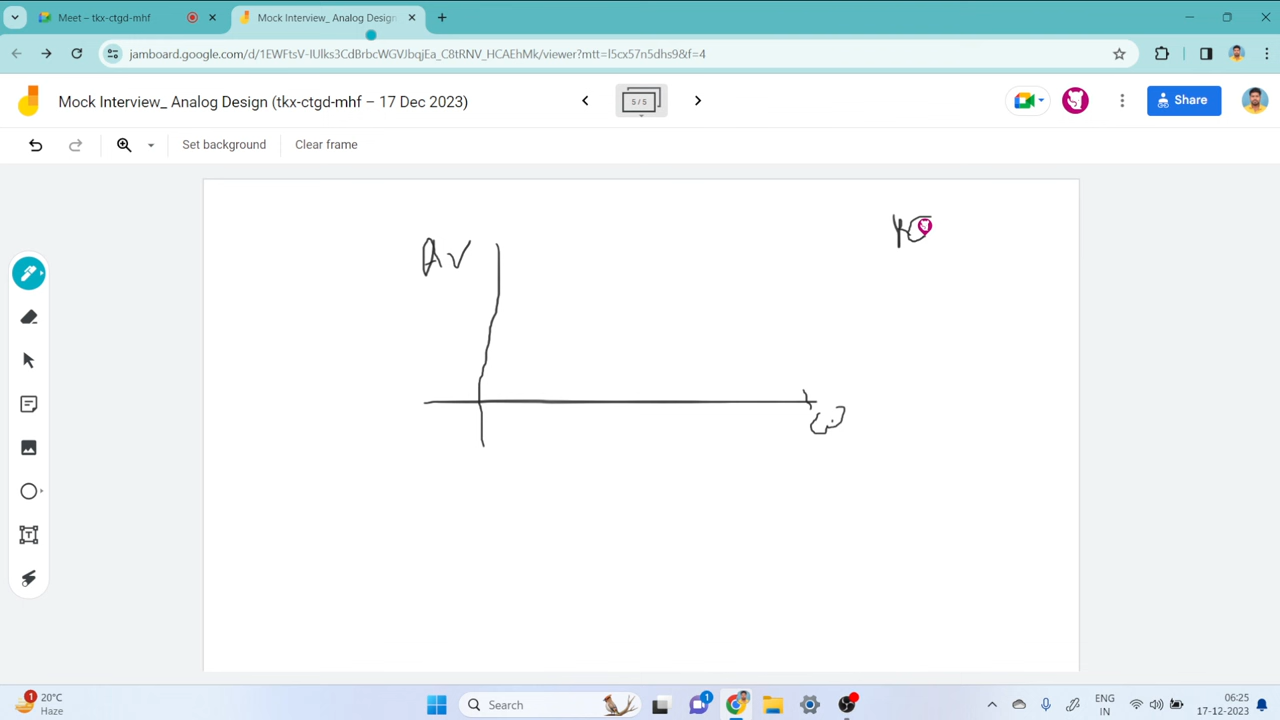 Meet – tkx-ctgd-mhf
Mock Interview_ Analog Design
jamboard.google.com/d/1EWFtsV-IUlks3CdBrbcWGVJbqjEa_C8tRNV_HCAEhMk/viewer?mtt=l5cx57n5dhs9&f=4
Mock Interview_ Analog Design (tkx-ctgd-mhf – 17 Dec 2023)
5 / 5
Share
Set background
Clear frame
Av
ω
1
20°C
Haze
Search
1
ENG
IN
06:25
17-12-2023